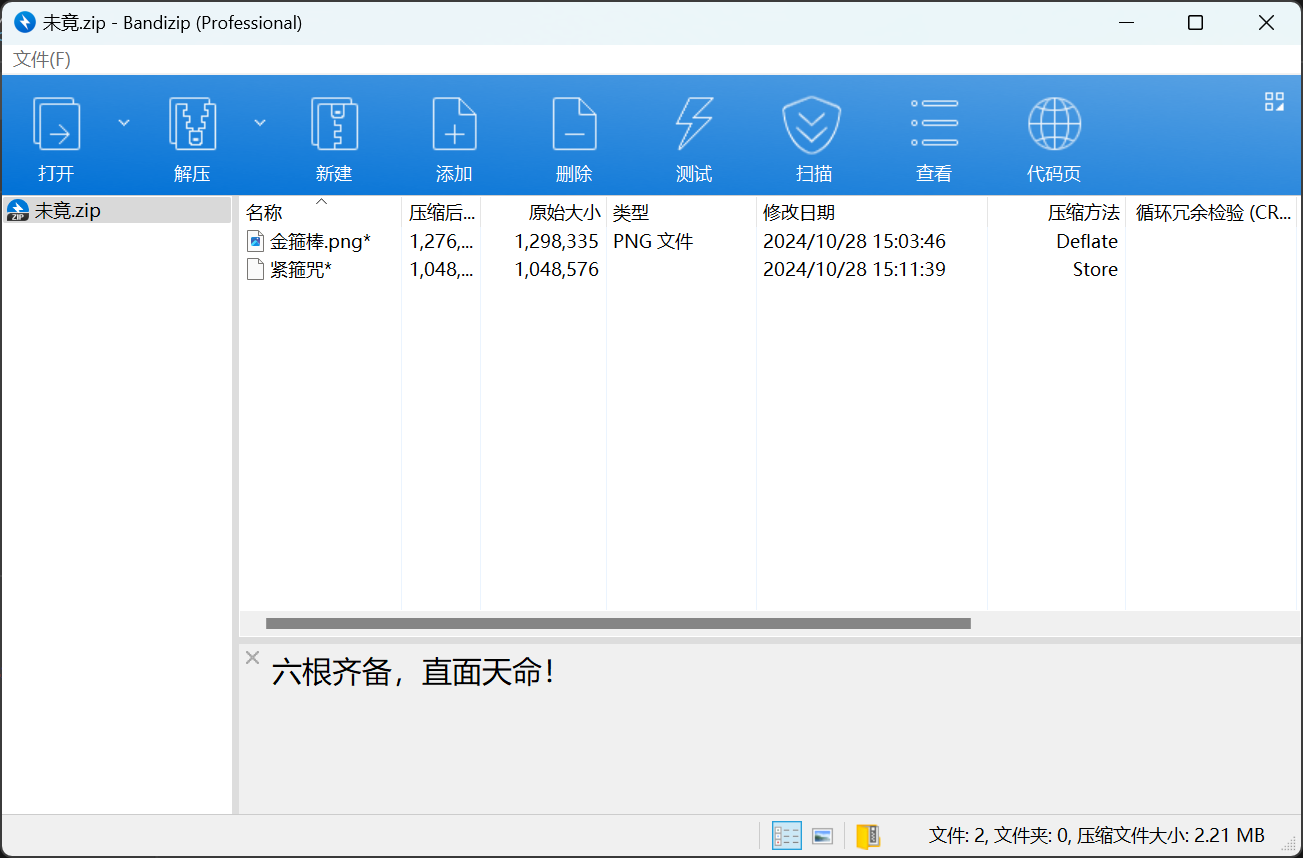 未竟.zip - Bandizip (Professional)
文件(F)
打开 解压 新建 添加 删除 测试 扫描 查看 代码页
未竟.zip
名称 压缩后... 原始大小 类型 修改日期 压缩方法 循环冗余检验 (CR...
金箍棒.png* 1,276,... 1,298,335 PNG 文件 2024/10/28 15:03:46 Deflate
紧箍咒* 1,048,... 1,048,576 2024/10/28 15:11:39 Store
六根齐备，直面天命！
文件: 2, 文件夹: 0, 压缩文件大小: 2.21 MB